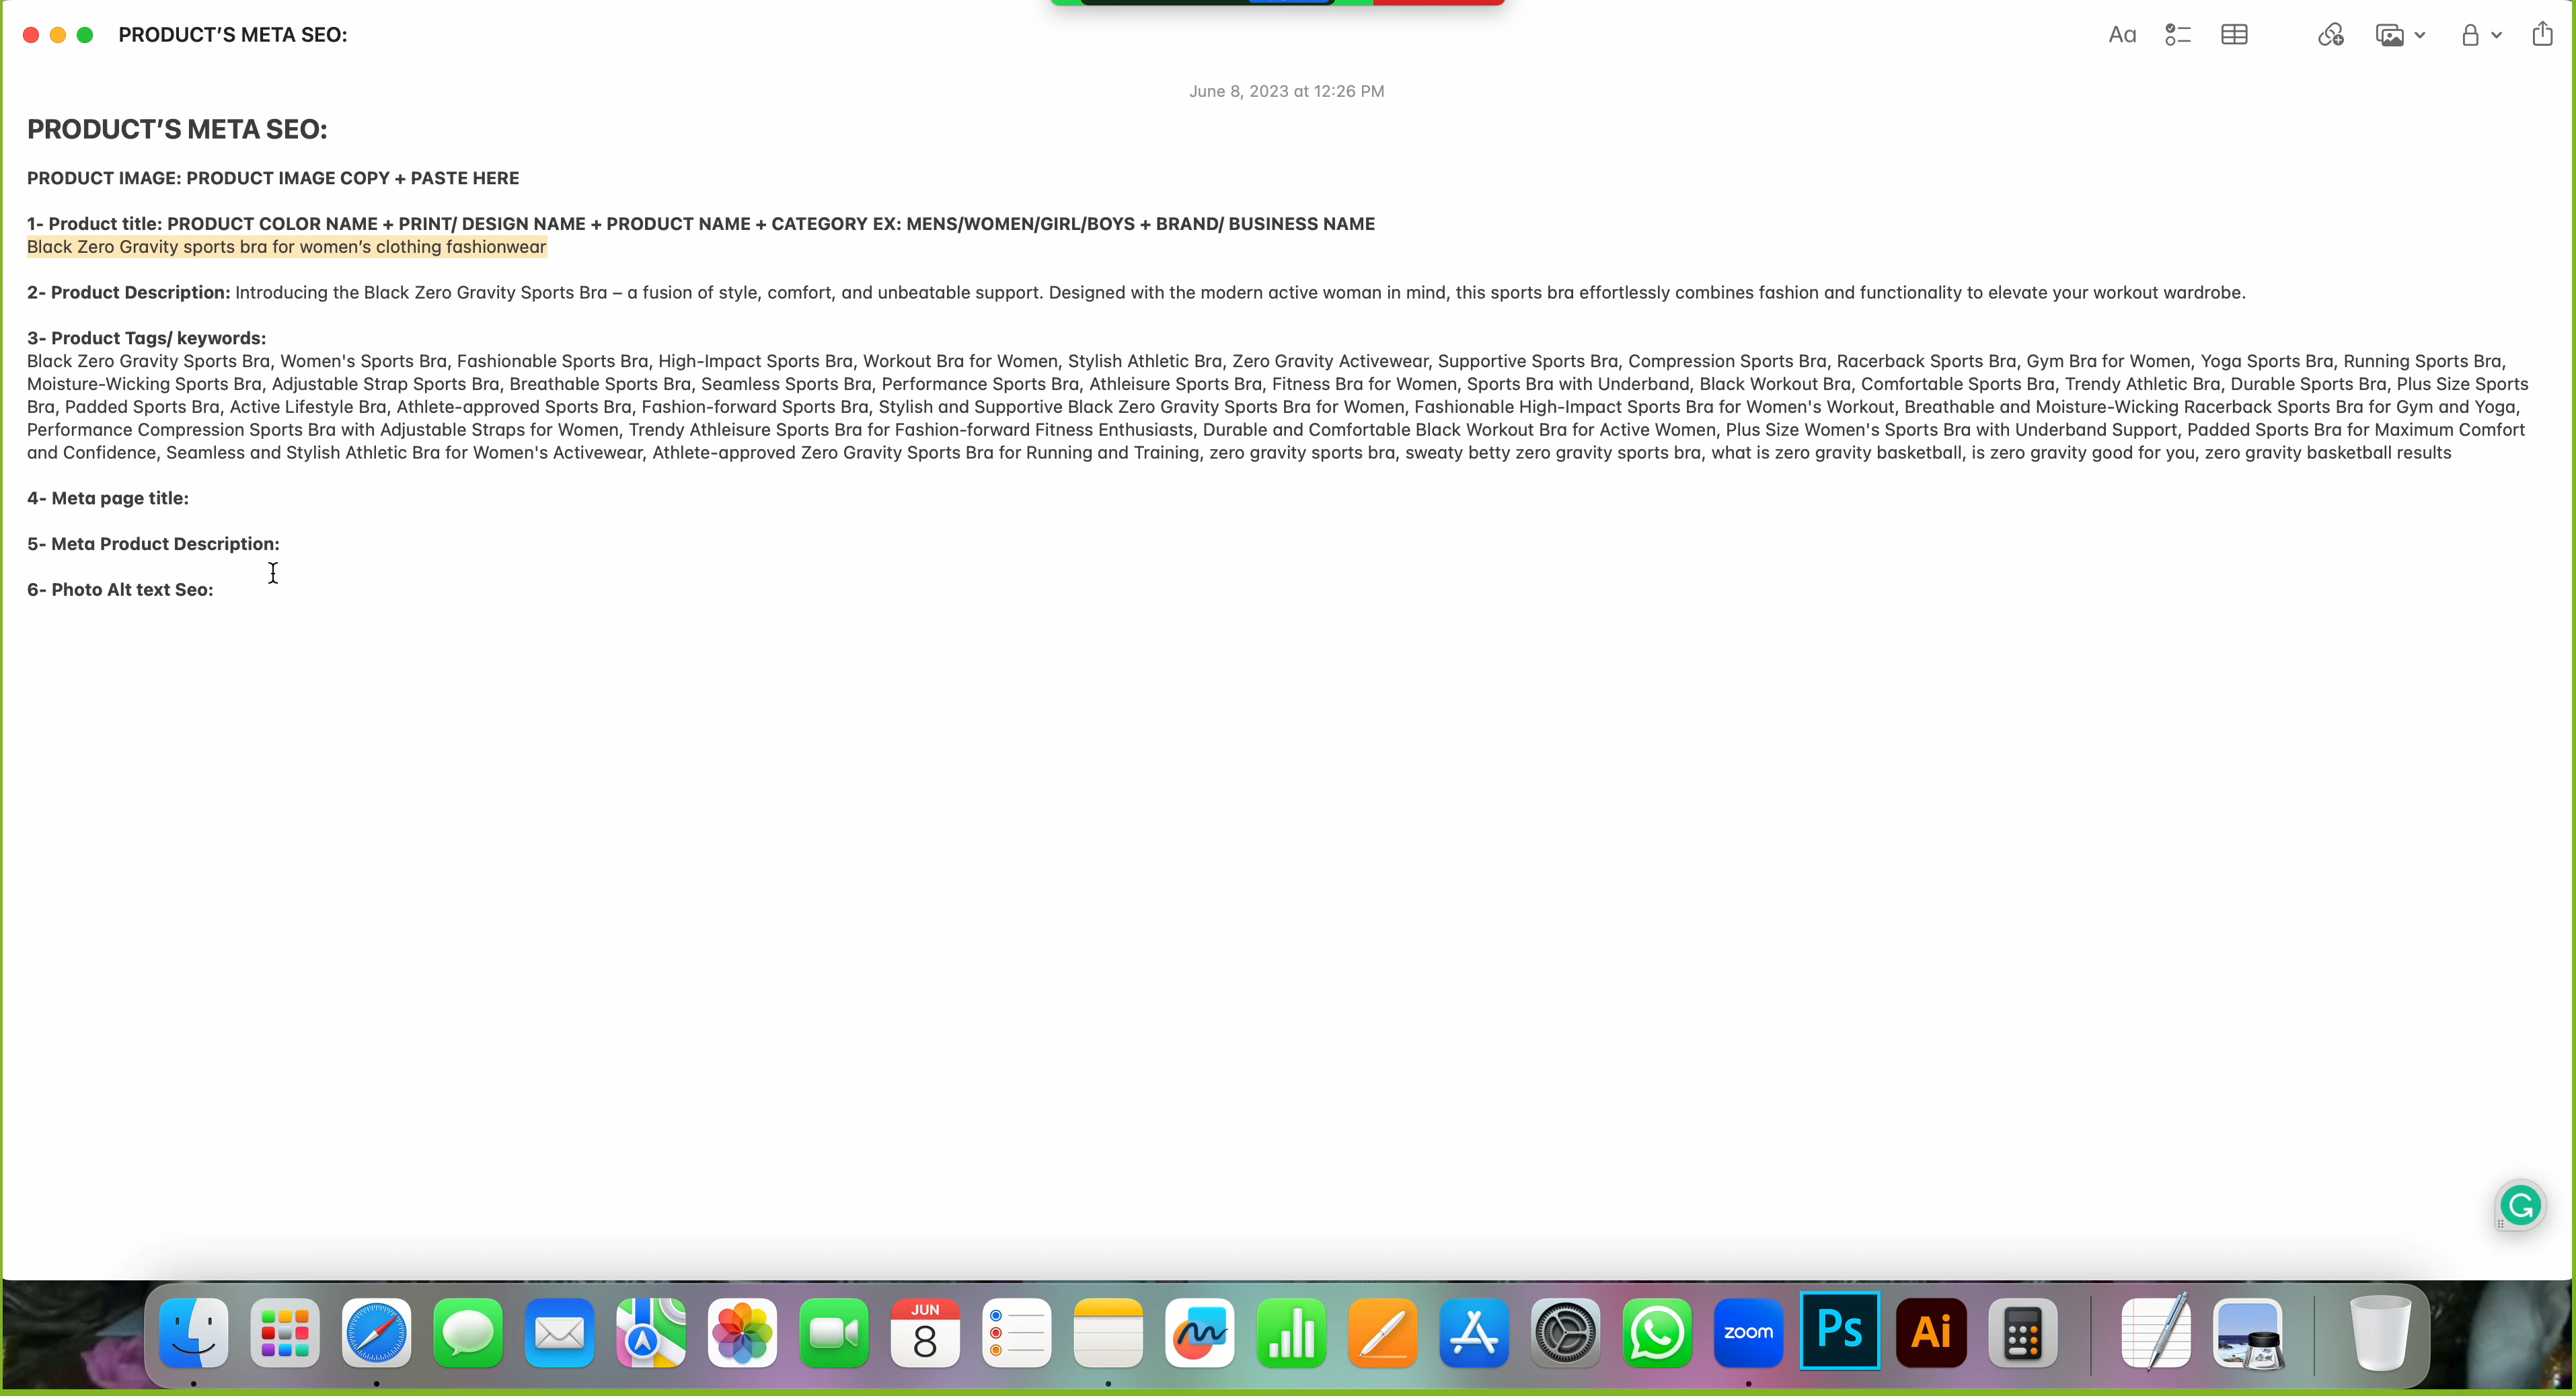 PRODUCT’S META SEO:
June 8, 2023 at 12:26 PM
PRODUCT’S META SEO:
PRODUCT IMAGE: PRODUCT IMAGE COPY + PASTE HERE
1- Product title: PRODUCT COLOR NAME + PRINT/ DESIGN NAME + PRODUCT NAME + CATEGORY EX: MENS/WOMEN/GIRL/BOYS + BRAND/ BUSINESS NAME
Black Zero Gravity sports bra for women’s clothing fashionwear
2- Product Description: Introducing the Black Zero Gravity Sports Bra – a fusion of style, comfort, and unbeatable support. Designed with the modern active woman in mind, this sports bra effortlessly combines fashion and functionality to elevate your workout wardrobe.
3- Product Tags/ keywords:
Black Zero Gravity Sports Bra, Women's Sports Bra, Fashionable Sports Bra, High-Impact Sports Bra, Workout Bra for Women, Stylish Athletic Bra, Zero Gravity Activewear, Supportive Sports Bra, Compression Sports Bra, Racerback Sports Bra, Gym Bra for Women, Yoga Sports Bra, Running Sports Bra,
Moisture-Wicking Sports Bra, Adjustable Strap Sports Bra, Breathable Sports Bra, Seamless Sports Bra, Performance Sports Bra, Athleisure Sports Bra, Fitness Bra for Women, Sports Bra with Underband, Black Workout Bra, Comfortable Sports Bra, Trendy Athletic Bra, Durable Sports Bra, Plus Size Sports
Bra, Padded Sports Bra, Active Lifestyle Bra, Athlete-approved Sports Bra, Fashion-forward Sports Bra, Stylish and Supportive Black Zero Gravity Sports Bra for Women, Fashionable High-Impact Sports Bra for Women's Workout, Breathable and Moisture-Wicking Racerback Sports Bra for Gym and Yoga,
Performance Compression Sports Bra with Adjustable Straps for Women, Trendy Athleisure Sports Bra for Fashion-forward Fitness Enthusiasts, Durable and Comfortable Black Workout Bra for Active Women, Plus Size Women's Sports Bra with Underband Support, Padded Sports Bra for Maximum Comfort
and Confidence, Seamless and Stylish Athletic Bra for Women's Activewear, Athlete-approved Zero Gravity Sports Bra for Running and Training, zero gravity sports bra, sweaty betty zero gravity sports bra, what is zero gravity basketball, is zero gravity good for you, zero gravity basketball results
4- Meta page title:
5- Meta Product Description:
6- Photo Alt text Seo:
Aa
G
JUN
8
zoom
Ps
Ai